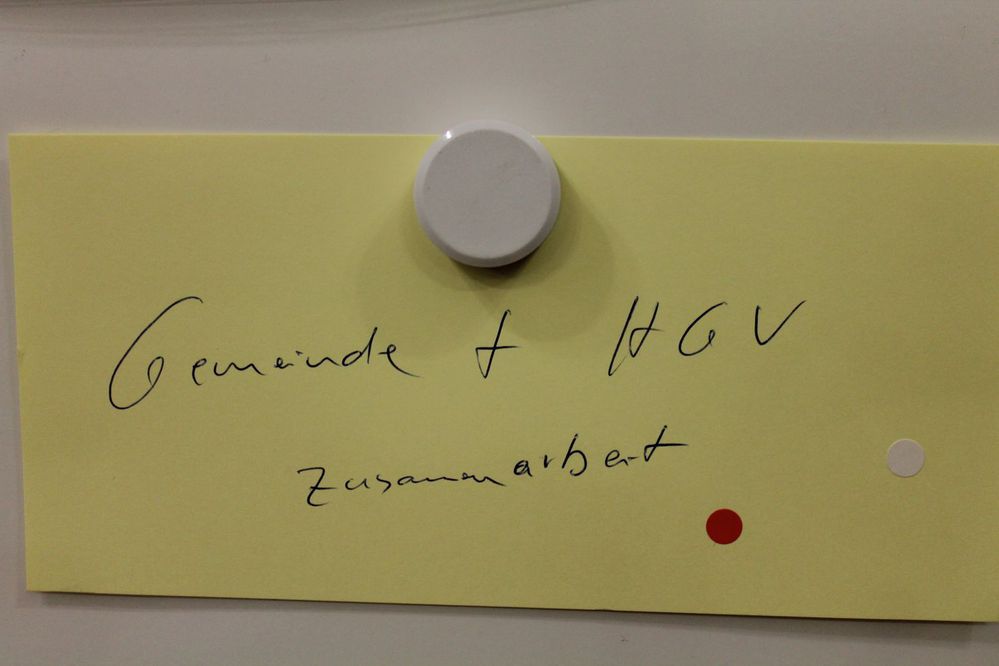 Gemeinde + HGV
Zusammenarbeit